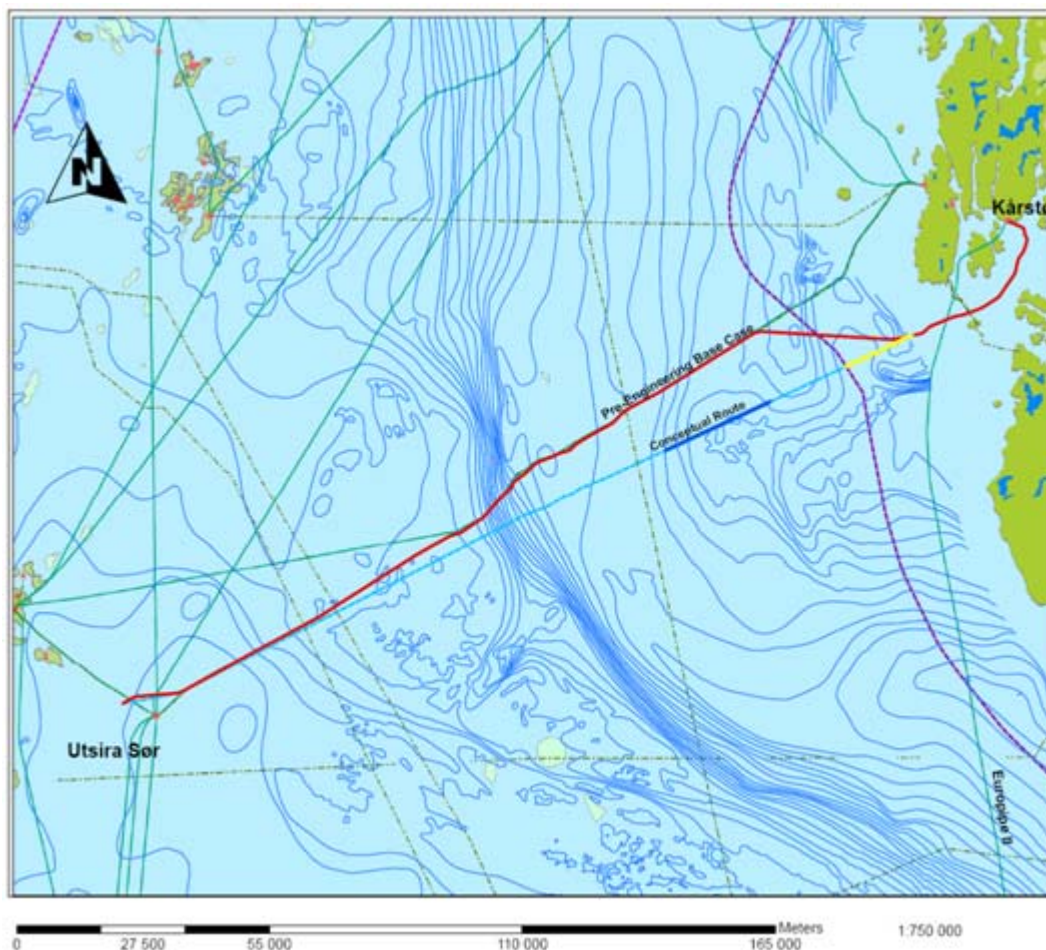 N
Kårstø
Pre-Engineering Base Case
Conceptual Route
Utsira Sør
Europipe II
Meters
1:750 000
0
27 500
55 000
110 000
165 000